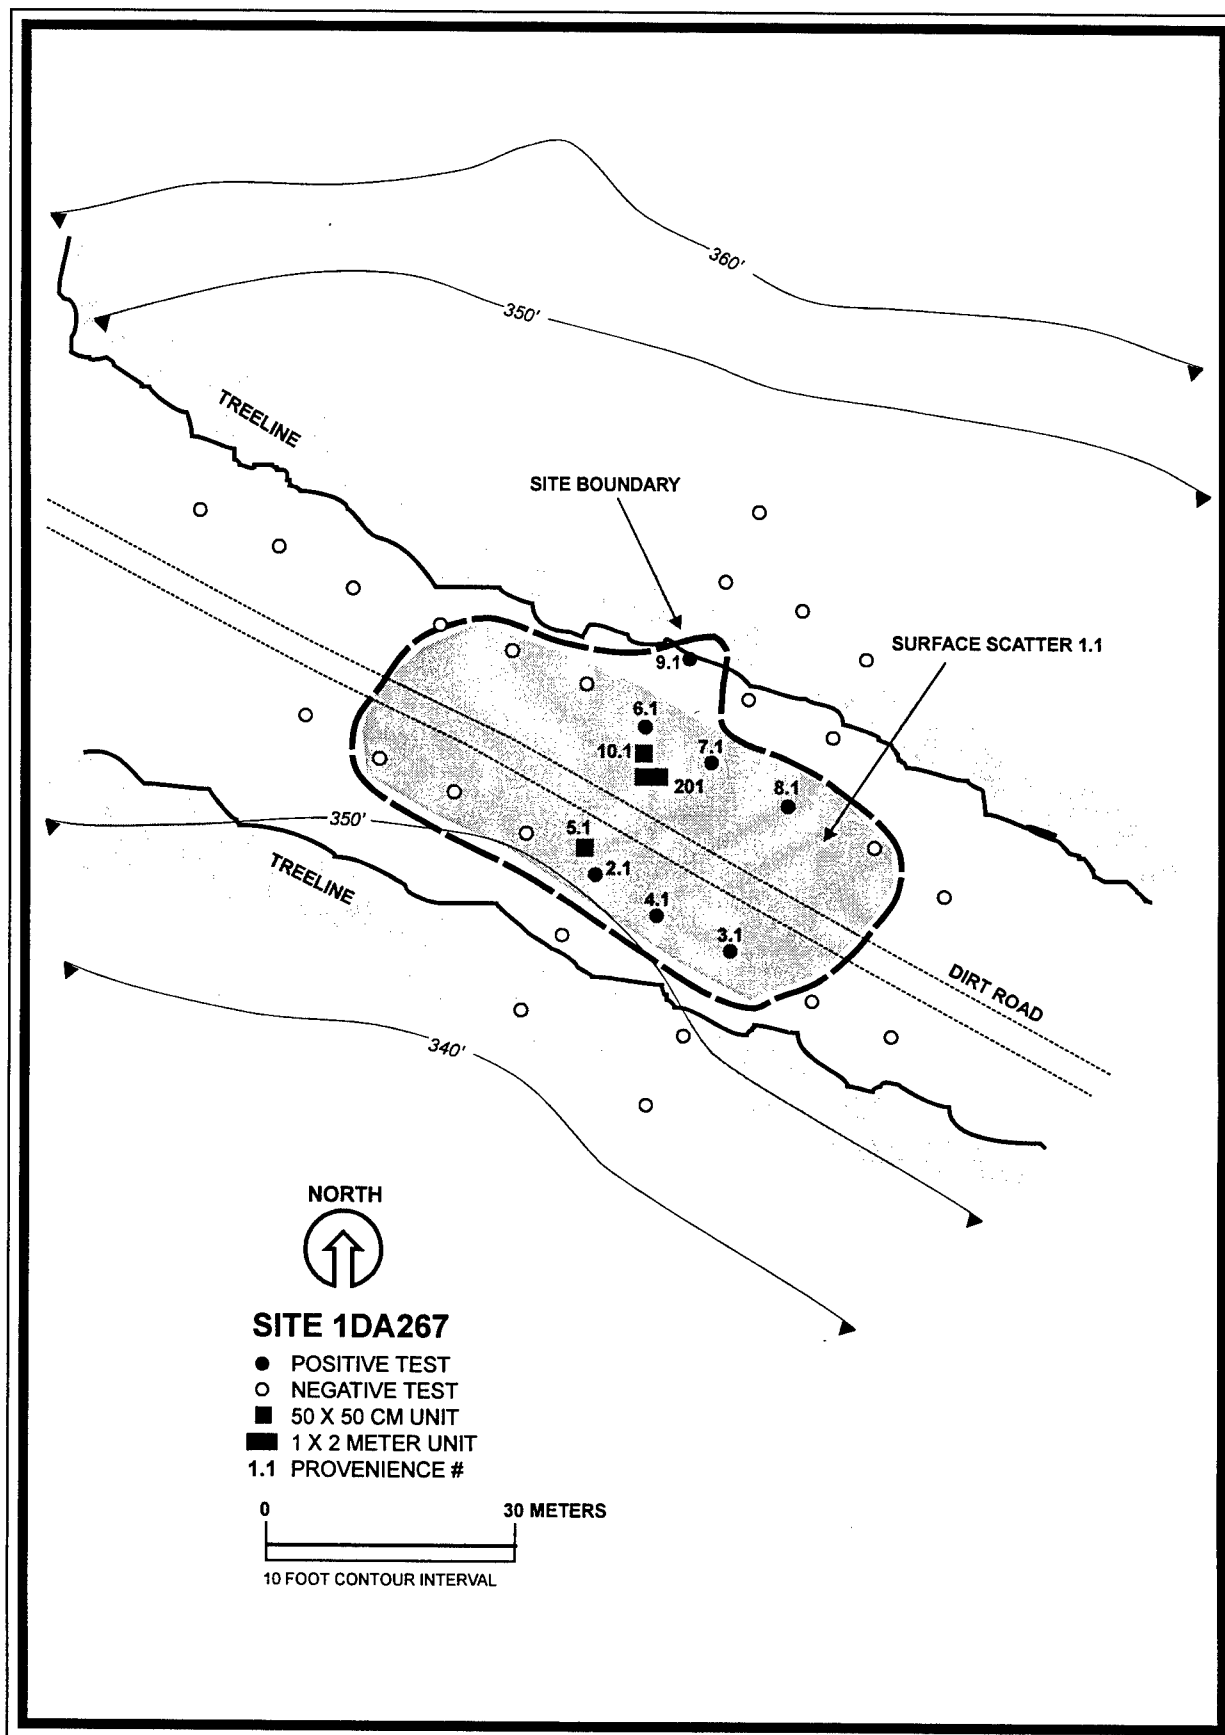 360'
350'
TREELINE
SITE BOUNDARY
SURFACE SCATTER 1.1
9.1
6.1
10.1
7.1
201
8.1
5.1
350'
TREELINE
2.1
4.1
3.1
DIRT ROAD
340'
NORTH
SITE 1DA267
POSITIVE TEST
NEGATIVE TEST
50 X 50 CM UNIT
1 X 2 METER UNIT
1.1 PROVENIENCE #
0 30 METERS
10 FOOT CONTOUR INTERVAL